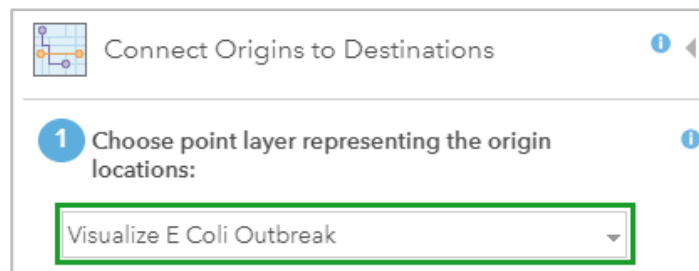 Connect Origins to Destinations
1 Choose point layer representing the origin
locations:
Visualize E Coli Outbreak